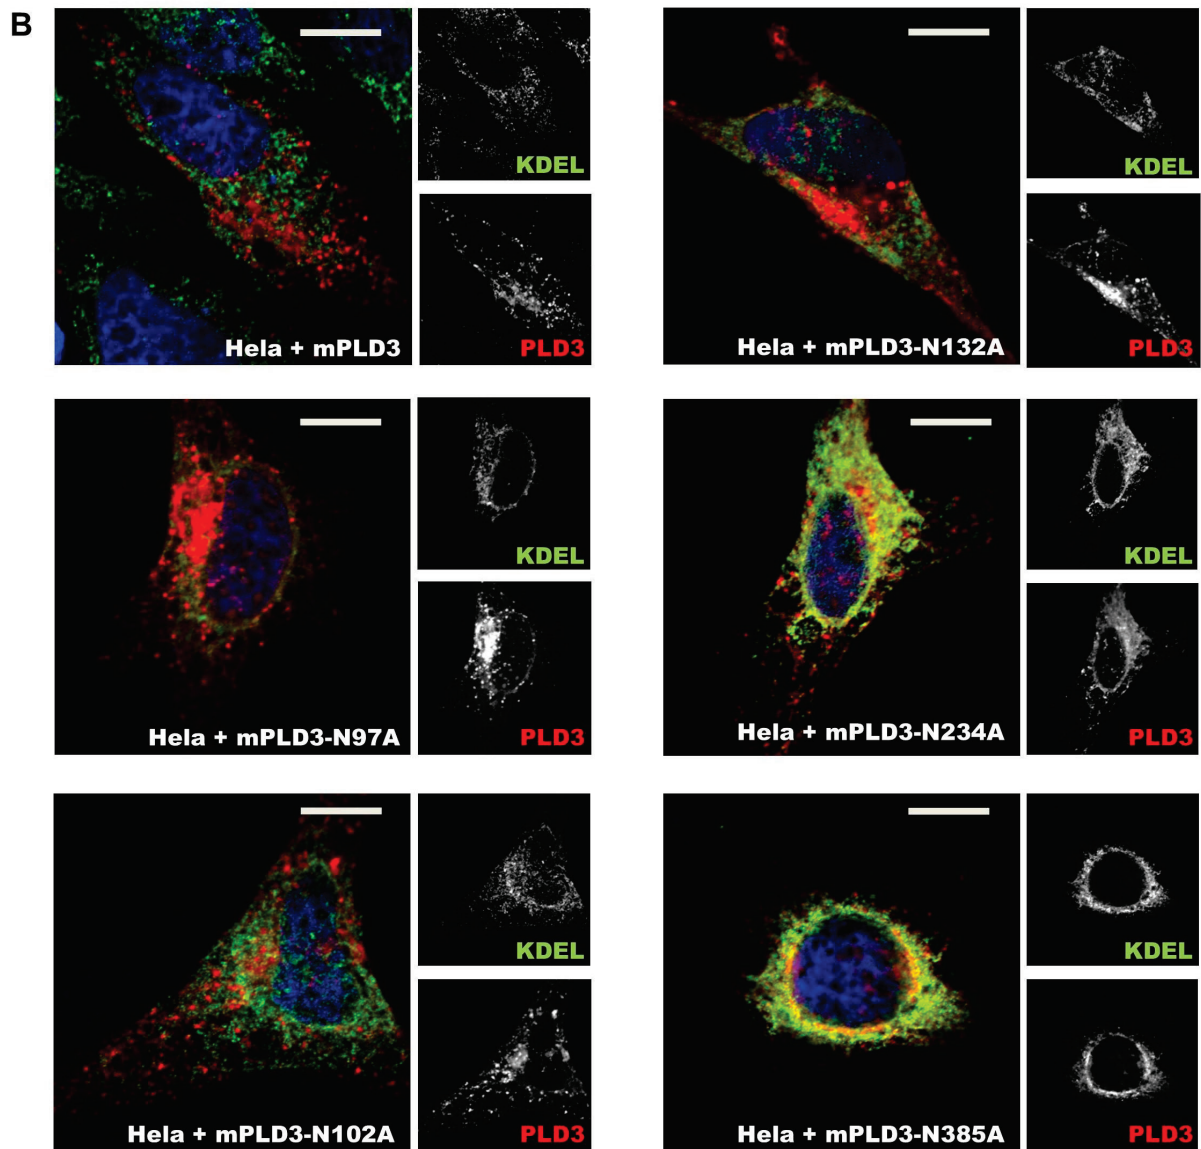 B
KDEL
PLD3
Hela + mPLD3
KDEL
PLD3
Hela + mPLD3-N132A
KDEL
PLD3
Hela + mPLD3-N97A
KDEL
PLD3
Hela + mPLD3-N234A
KDEL
PLD3
Hela + mPLD3-N102A
KDEL
PLD3
Hela + mPLD3-N385A